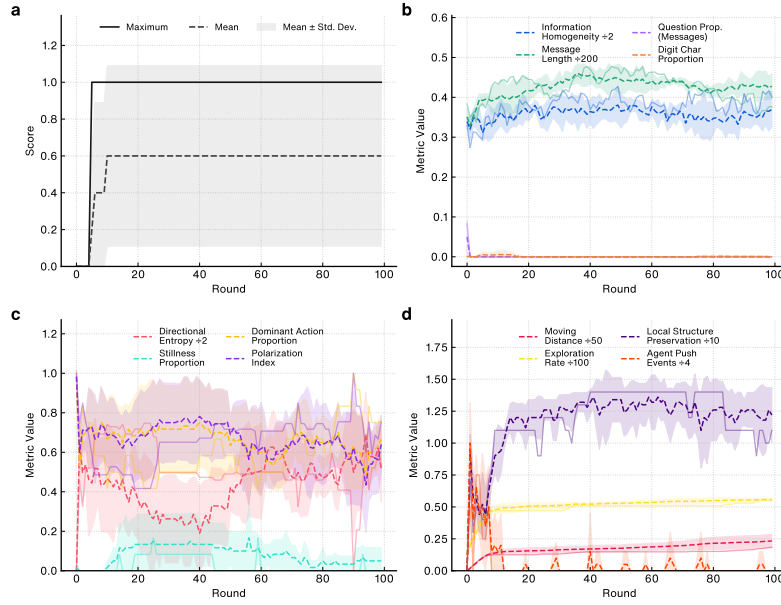 a
Maximum
Mean
Mean ± Std. Dev.
1.2
1.0
0.8
0.6
0.4
0.2
0.0
Score
0
20
40
60
80
100
Round
b
Information
Homogeneity ÷2
Message
Length ÷200
Question Prop.
(Messages)
Digit Char
Proportion
0.6
0.5
0.4
0.3
0.2
0.1
0.0
Metric Value
0
20
40
60
80
100
Round
c
Directional
Entropy ÷2
Stillness
Proportion
Dominant Action
Proportion
Polarization
Index
1.2
1.0
0.8
0.6
0.4
0.2
0.0
Metric Value
0
20
40
60
80
100
Round
d
Moving
Distance ÷50
Exploration
Rate ÷100
Local Structure
Preservation ÷10
Agent Push
Events ÷4
1.75
1.50
1.25
1.00
0.75
0.50
0.25
0.00
Metric Value
0
20
40
60
80
100
Round